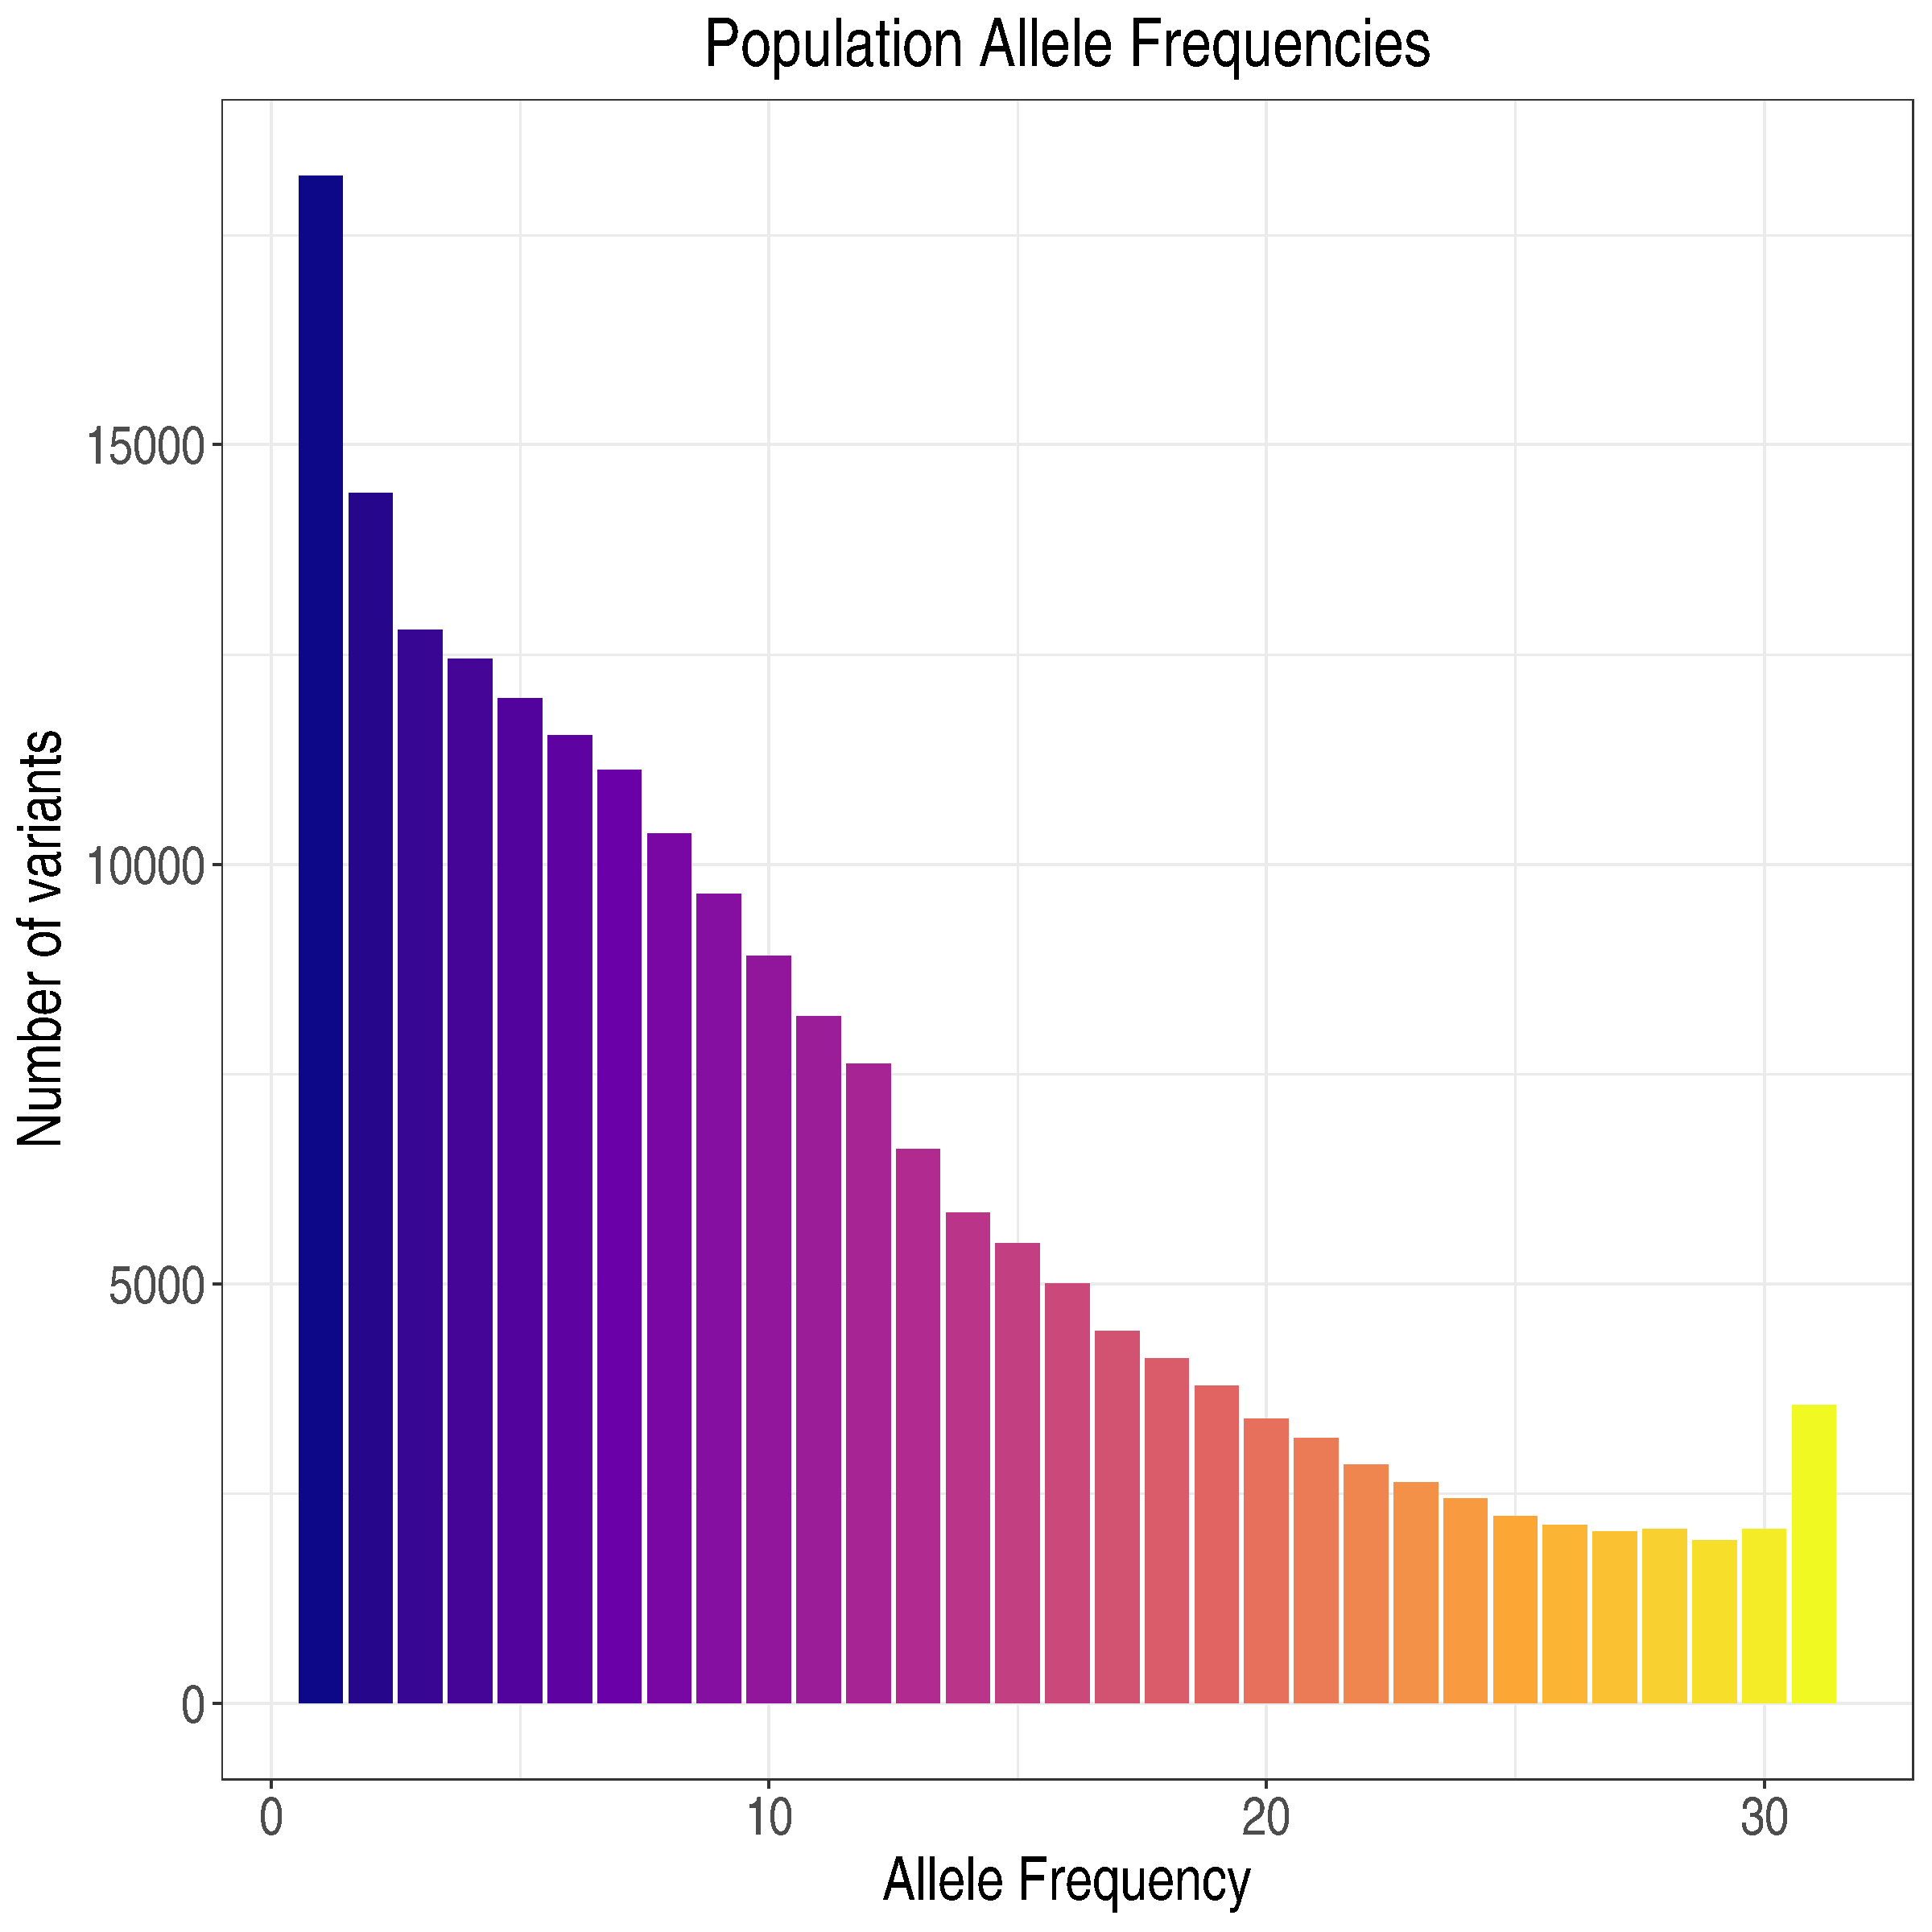 Population Allele Frequencies
Number of variants
15000
10000
5000
0
0 10 20 30
Allele Frequency